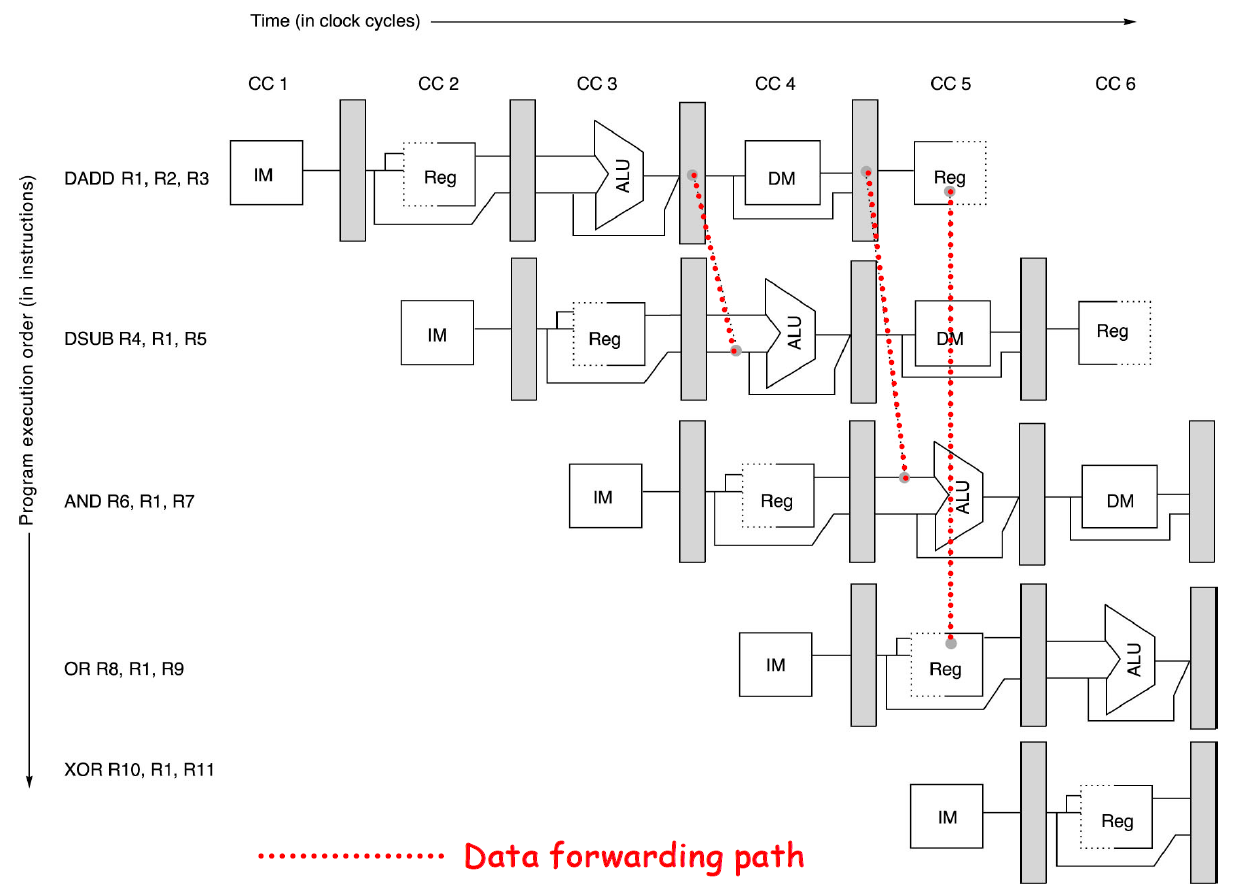 Time (in clock cycles)
CC 1 CC 2 CC 3 CC 4 CC 5 CC 6
Program execution order (in instructions)
DADD R1, R2, R3
IM Reg ALU DM Reg
DSUB R4, R1, R5
IM Reg ALU DM Reg
AND R6, R1, R7
IM Reg ALU DM
OR R8, R1, R9
IM Reg ALU
XOR R10, R1, R11
IM Reg
Data forwarding path